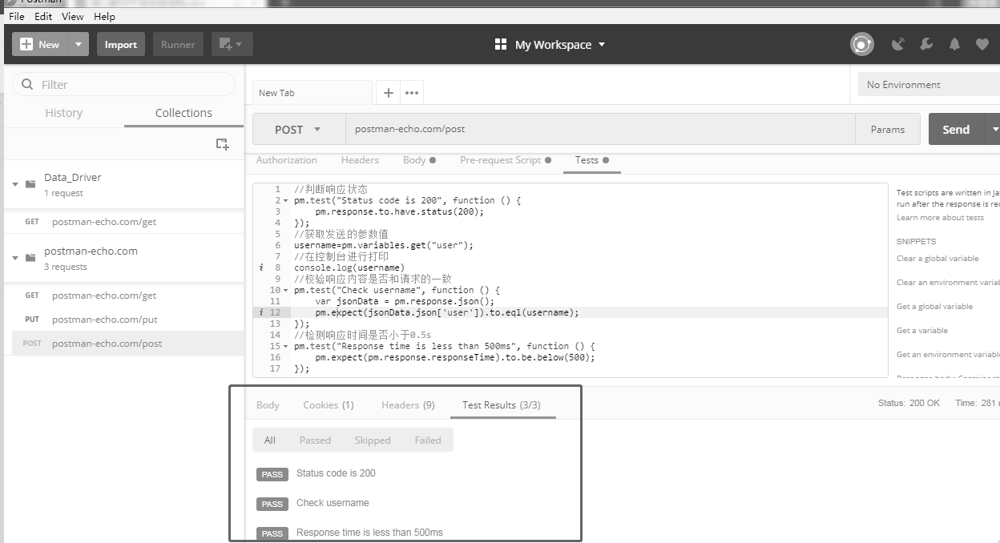 Postman
File Edit View Help
New Import Runner My Workspace
Filter
History Collections
Data_Driver
1 request
GET postman-echo.com/get
postman-echo.com
3 requests
GET postman-echo.com/get
PUT postman-echo.com/put
POST postman-echo.com/post
New Tab + ••• No Environment
POST postman-echo.com/post Params Send
Authorization Headers Body Pre-request Script Tests
1 //判断响应状态
2 pm.test("Status code is 200", function () {
3 pm.response.to.have.status(200);
4 });
5 //获取发送的参数值
6 username=pm.variables.get("user");
7 //在控制台进行打印
i 8 console.log(username)
9 //校验响应内容是否和请求的一致
10 pm.test("Check username", function () {
11 var jsonData = pm.response.json();
i 12 pm.expect(jsonData.json['user']).to.eql(username);
13 });
14 //检测响应时间是否小于0.5s
15 pm.test("Response time is less than 500ms", function () {
16 pm.expect(pm.response.responseTime).to.be.below(500);
17 });
Test scripts are written in Ja
run after the response is rec
Learn more about tests
SNIPPETS
Clear a global variable
Clear an environment varia
Get a global variable
Get a variable
Get an environment variabl
Body Cookies (1) Headers (9) Test Results (3/3) Status: 200 OK Time: 281
All Passed Skipped Failed
PASS Status code is 200
PASS Check username
PASS Response time is less than 500ms